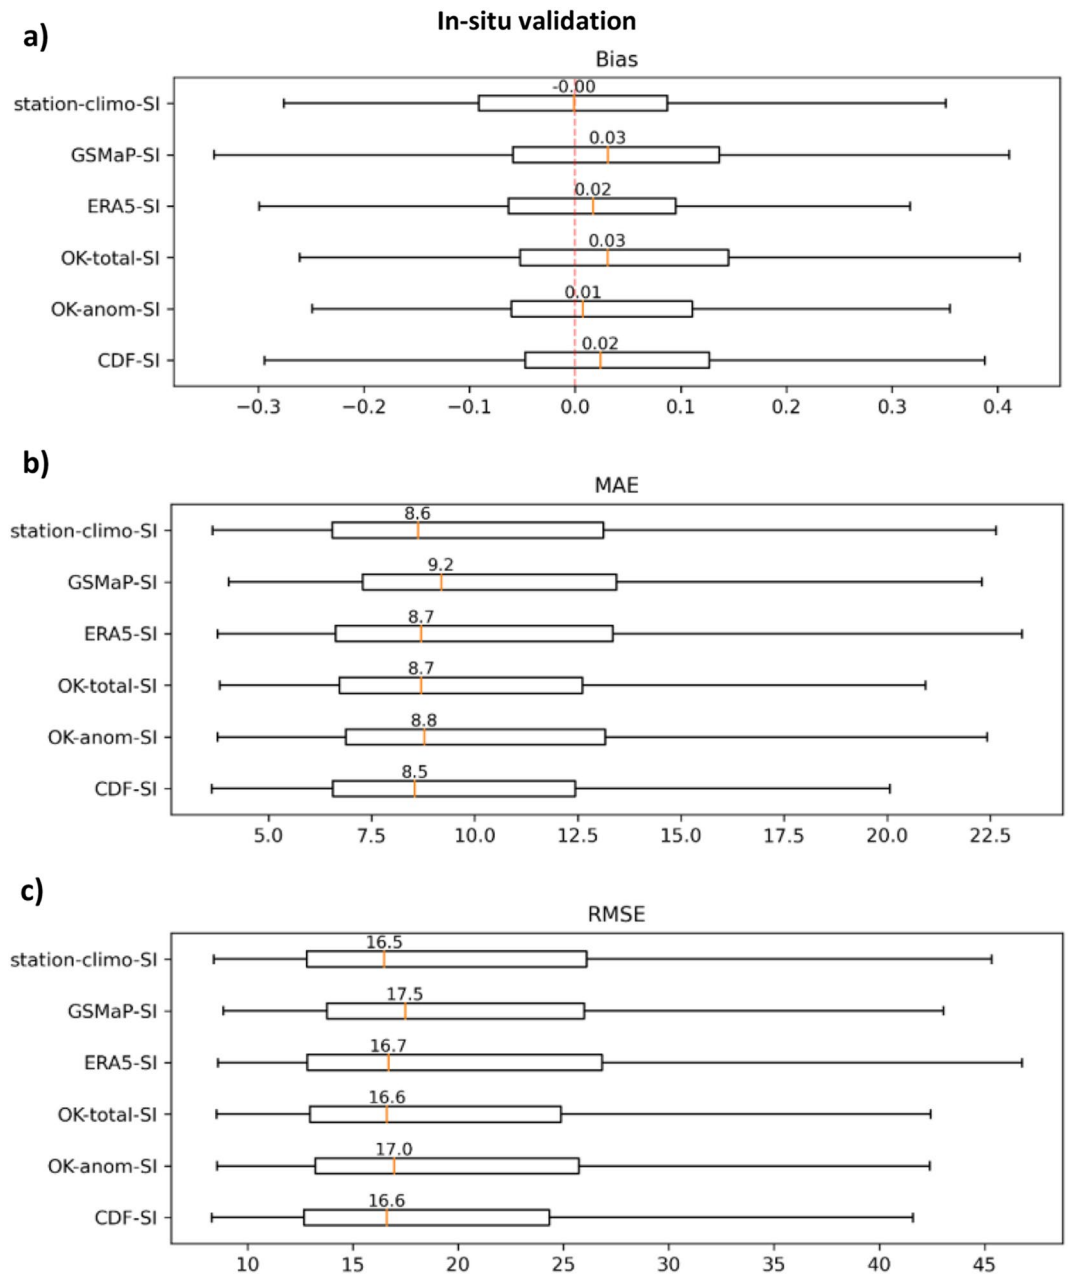 In-situ validation
a)
Bias
station-climo-SI
-0.00
GSMaP-SI
0.03
ERA5-SI
0.02
OK-total-SI
0.03
OK-anom-SI
0.01
CDF-SI
0.02
−0.3 −0.2 −0.1 0.0 0.1 0.2 0.3 0.4
b)
MAE
station-climo-SI
8.6
GSMaP-SI
9.2
ERA5-SI
8.7
OK-total-SI
8.7
OK-anom-SI
8.8
CDF-SI
8.5
5.0 7.5 10.0 12.5 15.0 17.5 20.0 22.5
c)
RMSE
station-climo-SI
16.5
GSMaP-SI
17.5
ERA5-SI
16.7
OK-total-SI
16.6
OK-anom-SI
17.0
CDF-SI
16.6
10 15 20 25 30 35 40 45